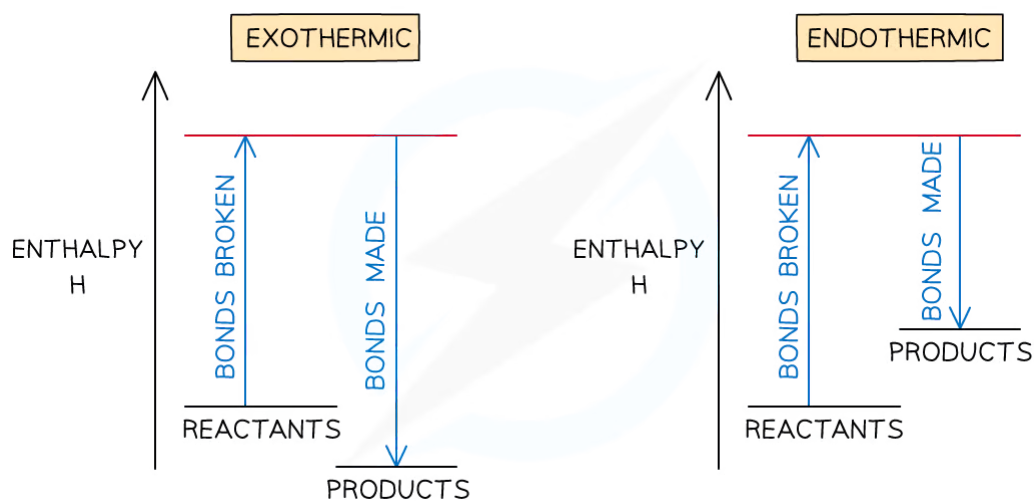 EXOTHERMIC
ENTHALPY
H
BONDS BROKEN
BONDS MADE
REACTANTS
PRODUCTS
ENDOTHERMIC
ENTHALPY
H
BONDS BROKEN
BONDS MADE
PRODUCTS
REACTANTS